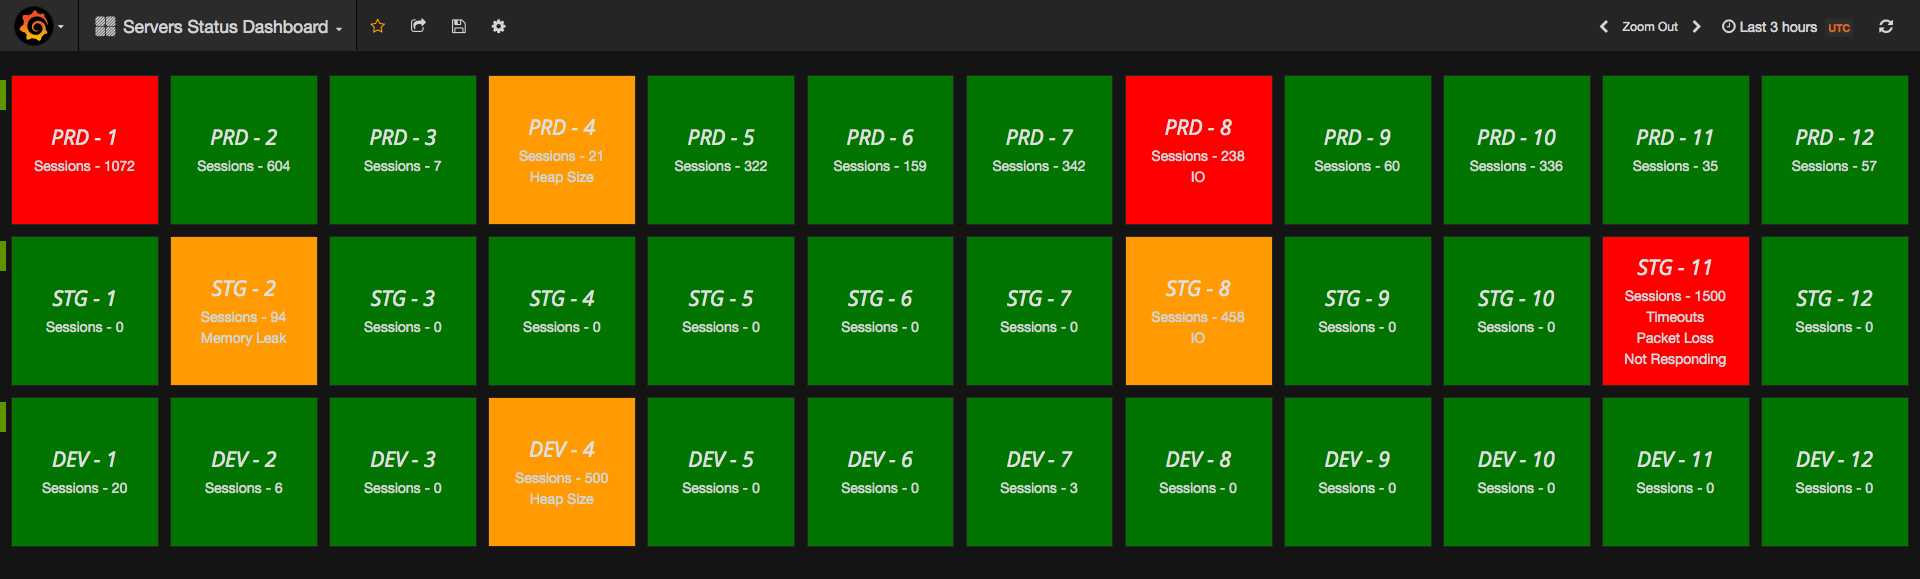 Servers Status Dashboard
Zoom Out
Last 3 hours UTC
PRD - 1
Sessions - 1072
PRD - 2
Sessions - 604
PRD - 3
Sessions - 7
PRD - 4
Sessions - 21
Heap Size
PRD - 5
Sessions - 322
PRD - 6
Sessions - 159
PRD - 7
Sessions - 342
PRD - 8
Sessions - 238
IO
PRD - 9
Sessions - 60
PRD - 10
Sessions - 336
PRD - 11
Sessions - 35
PRD - 12
Sessions - 57
STG - 1
Sessions - 0
STG - 2
Sessions - 94
Memory Leak
STG - 3
Sessions - 0
STG - 4
Sessions - 0
STG - 5
Sessions - 0
STG - 6
Sessions - 0
STG - 7
Sessions - 0
STG - 8
Sessions - 458
IO
STG - 9
Sessions - 0
STG - 10
Sessions - 0
STG - 11
Sessions - 1500
Timeouts
Packet Loss
Not Responding
STG - 12
Sessions - 0
DEV - 1
Sessions - 20
DEV - 2
Sessions - 6
DEV - 3
Sessions - 0
DEV - 4
Sessions - 500
Heap Size
DEV - 5
Sessions - 0
DEV - 6
Sessions - 0
DEV - 7
Sessions - 3
DEV - 8
Sessions - 0
DEV - 9
Sessions - 0
DEV - 10
Sessions - 0
DEV - 11
Sessions - 0
DEV - 12
Sessions - 0